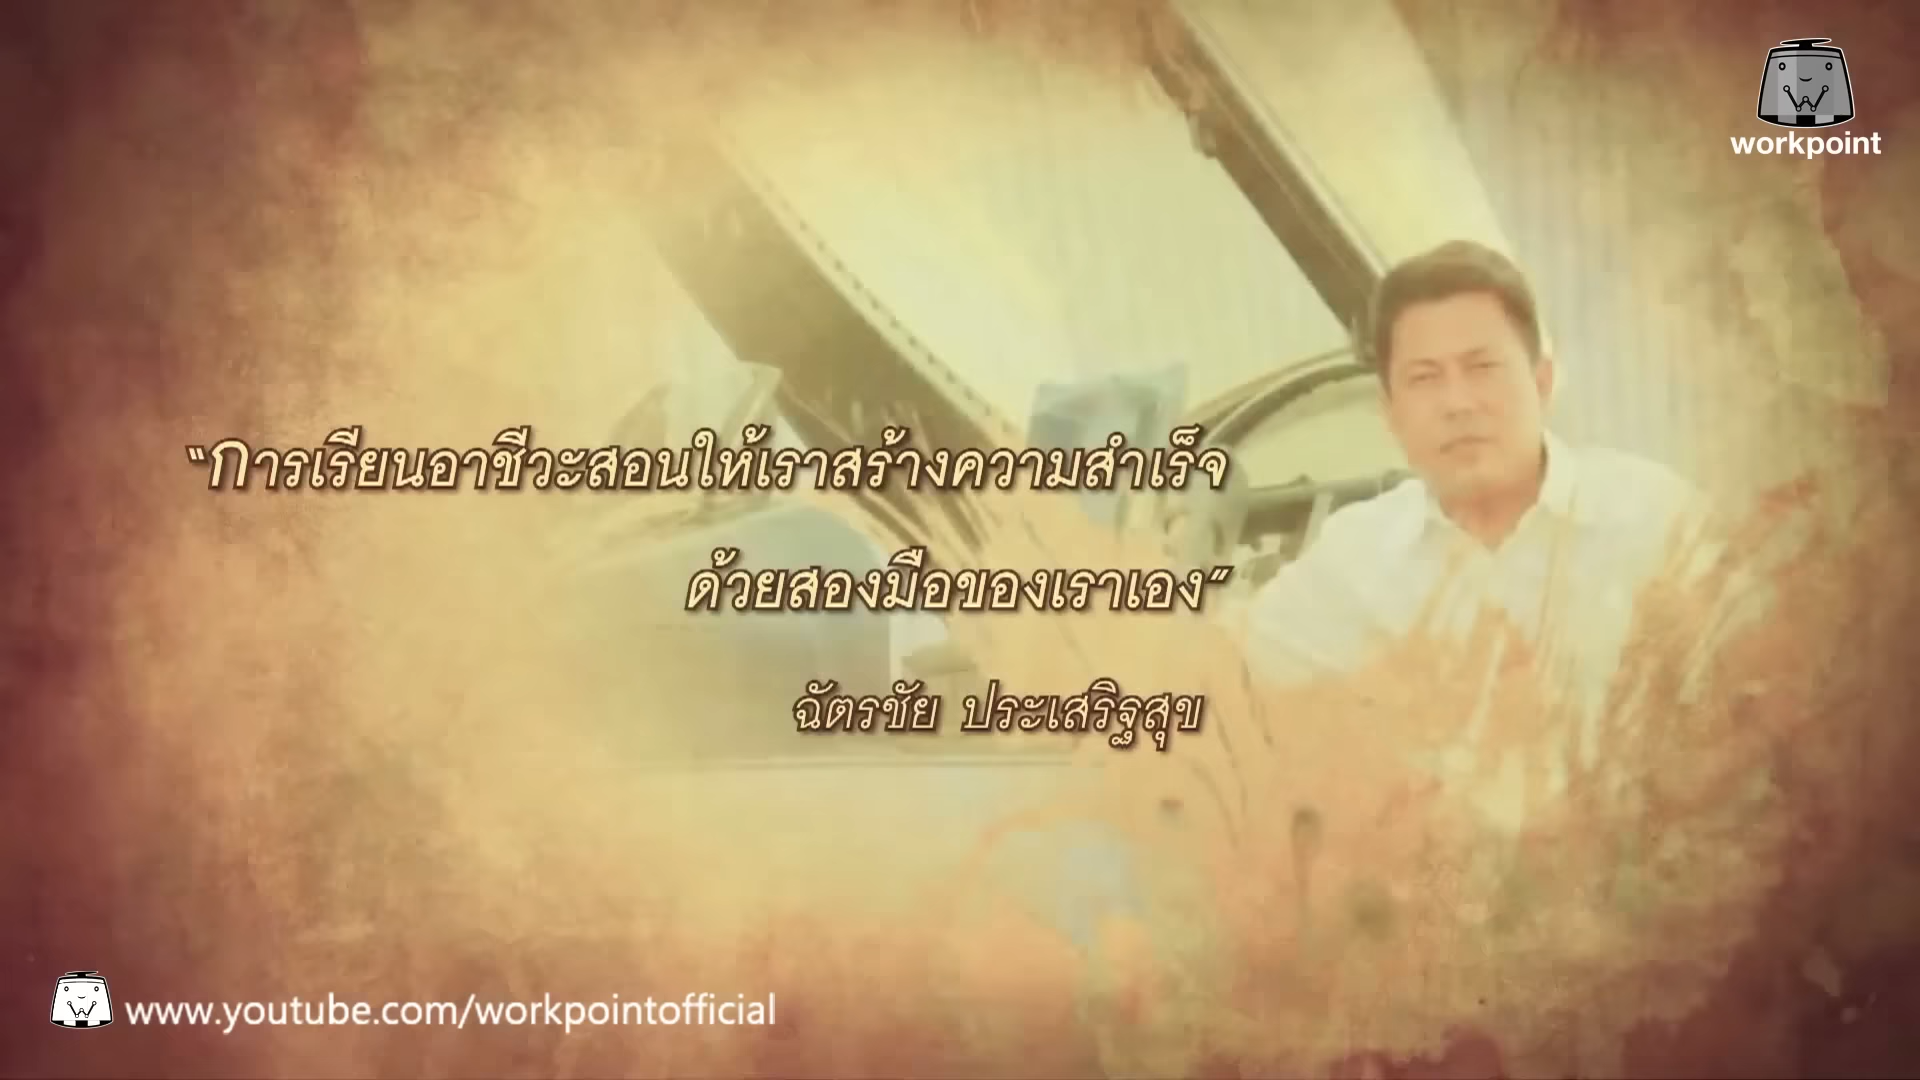 workpoint
“การเรียนอาชีวะสอนให้เราสร้างความสำเร็จ
ด้วยสองมือของเราเอง”
ฉัตรชัย ประเสริฐสุข
www.youtube.com/workpointofficial